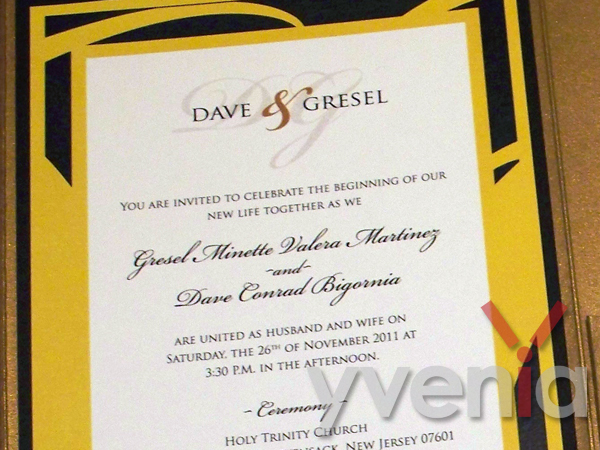 DG
DAVE & GRESEL
YOU ARE INVITED TO CELEBRATE THE BEGINNING OF OUR
NEW LIFE TOGETHER AS WE
Gresel Minette Valera Martinez
~and~
Dave Conrad Bigornia
ARE UNITED AS HUSBAND AND WIFE ON
SATURDAY, THE 26TH OF NOVEMBER 2011 AT
3:30 P.M. IN THE AFTERNOON.
~ Ceremony ~
HOLY TRINITY CHURCH
NEW JERSEY 07601
yvenia